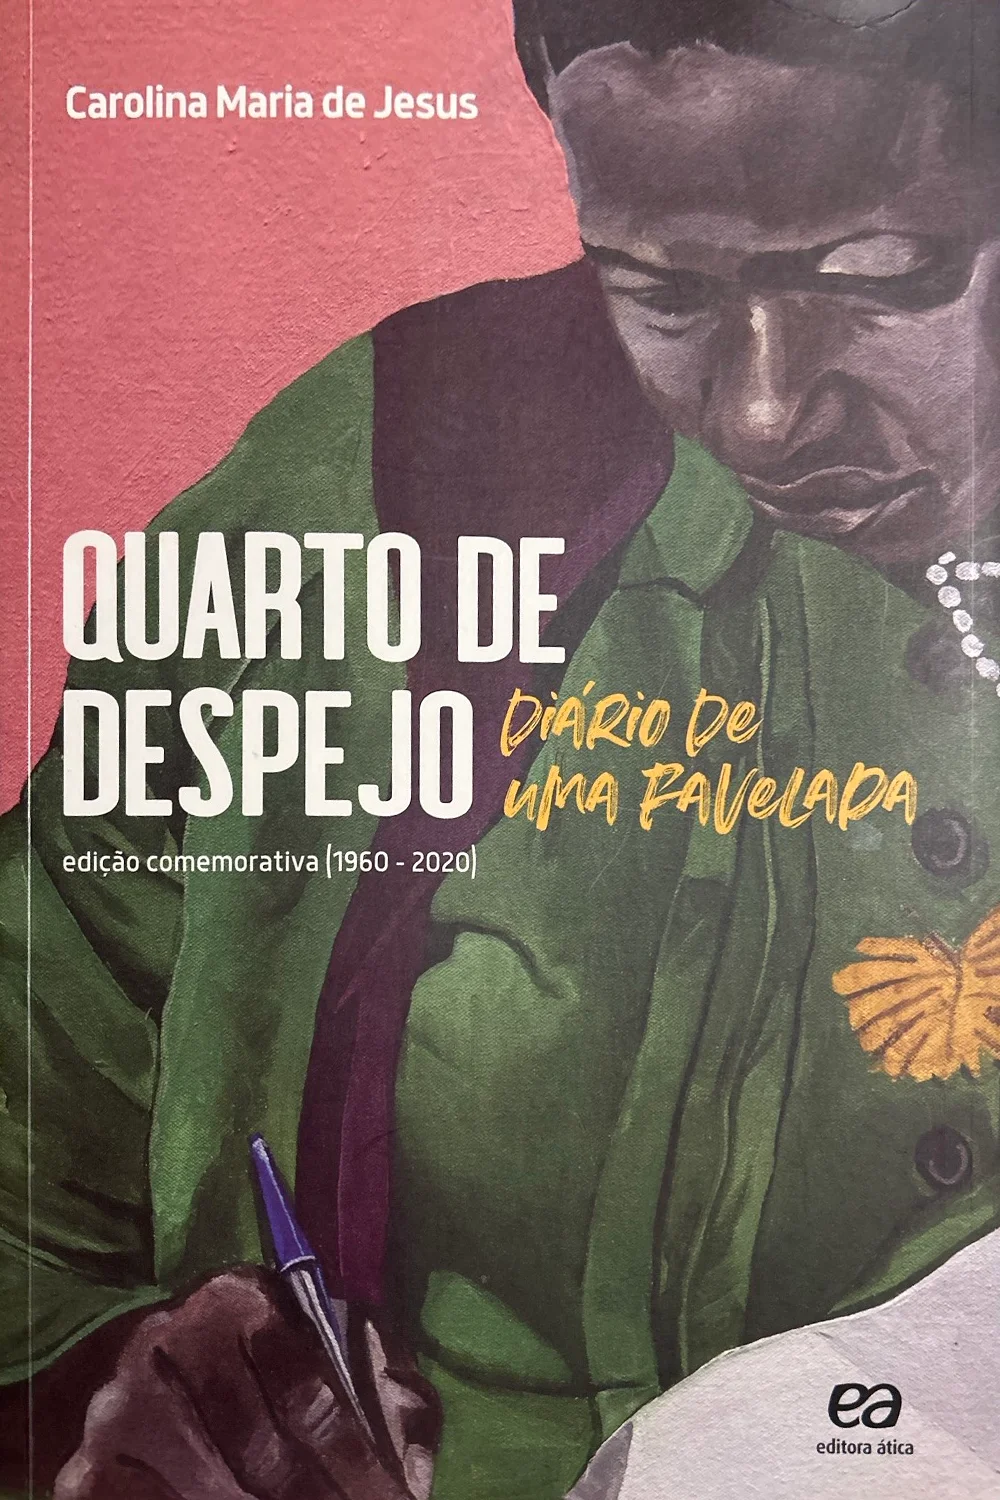 Carolina Maria de Jesus
QUARTO DE
DESPEJO
DIÁRIO DE
UMA FAVELADA
edição comemorativa (1960 - 2020)
ea
editora ática